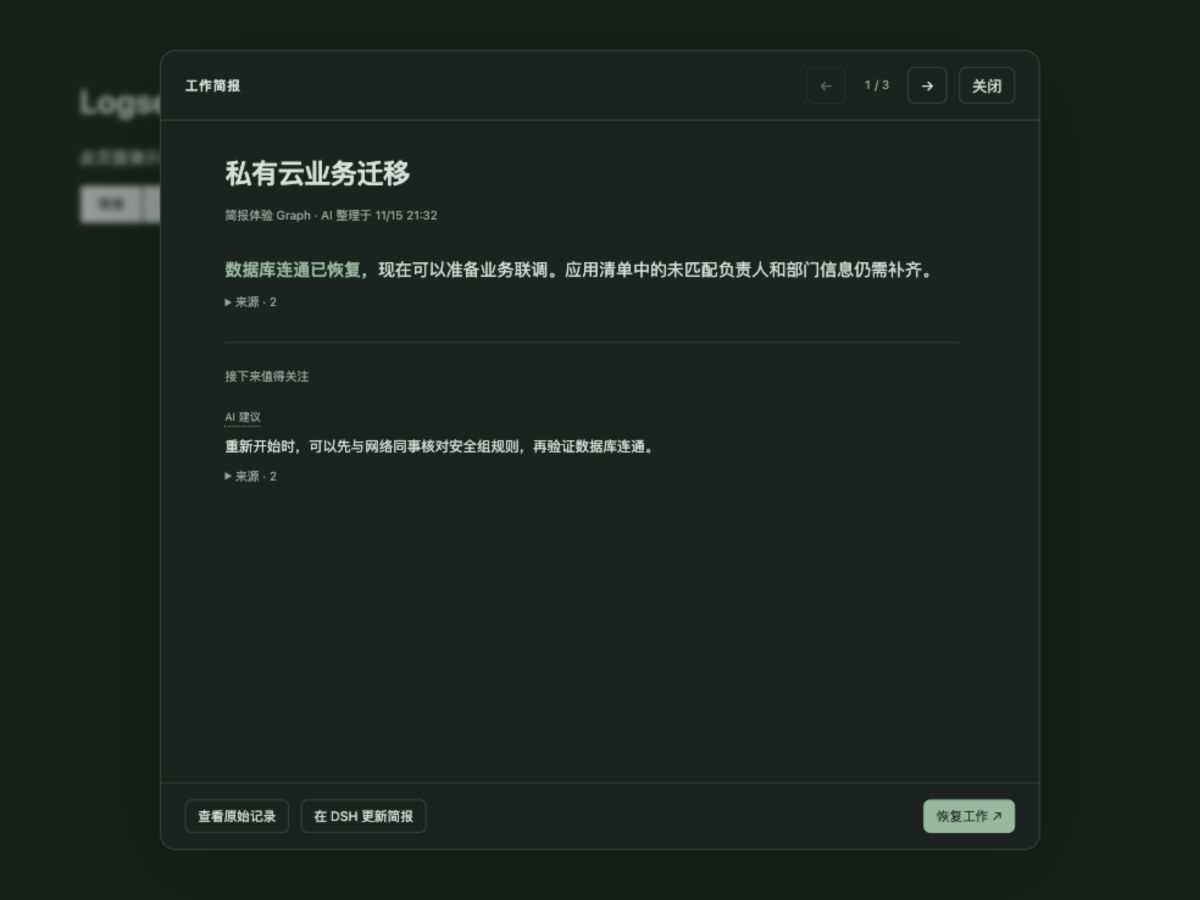 工作简报
←
1 / 3
→
关闭
私有云业务迁移
简报体验 Graph · AI 整理于 11/15 21:32
数据库连通已恢复，现在可以准备业务联调。应用清单中的未匹配负责人和部门信息仍需补齐。
▶ 来源 · 2
接下来值得关注
AI 建议
重新开始时，可以先与网络同事核对安全组规则，再验证数据库连通。
▶ 来源 · 2
查看原始记录
在 DSH 更新简报
恢复工作 ↗